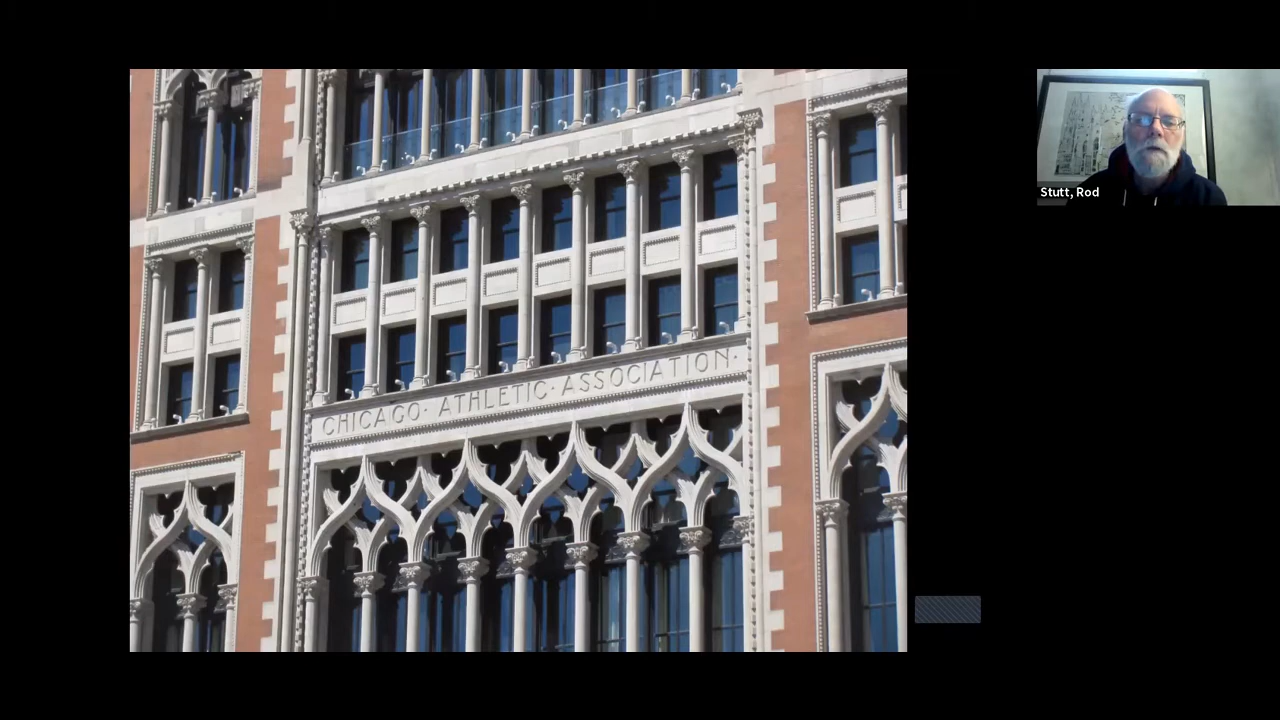 CHICAGO · ATHLETIC · ASSOCIATION ·
Stutt, Rod